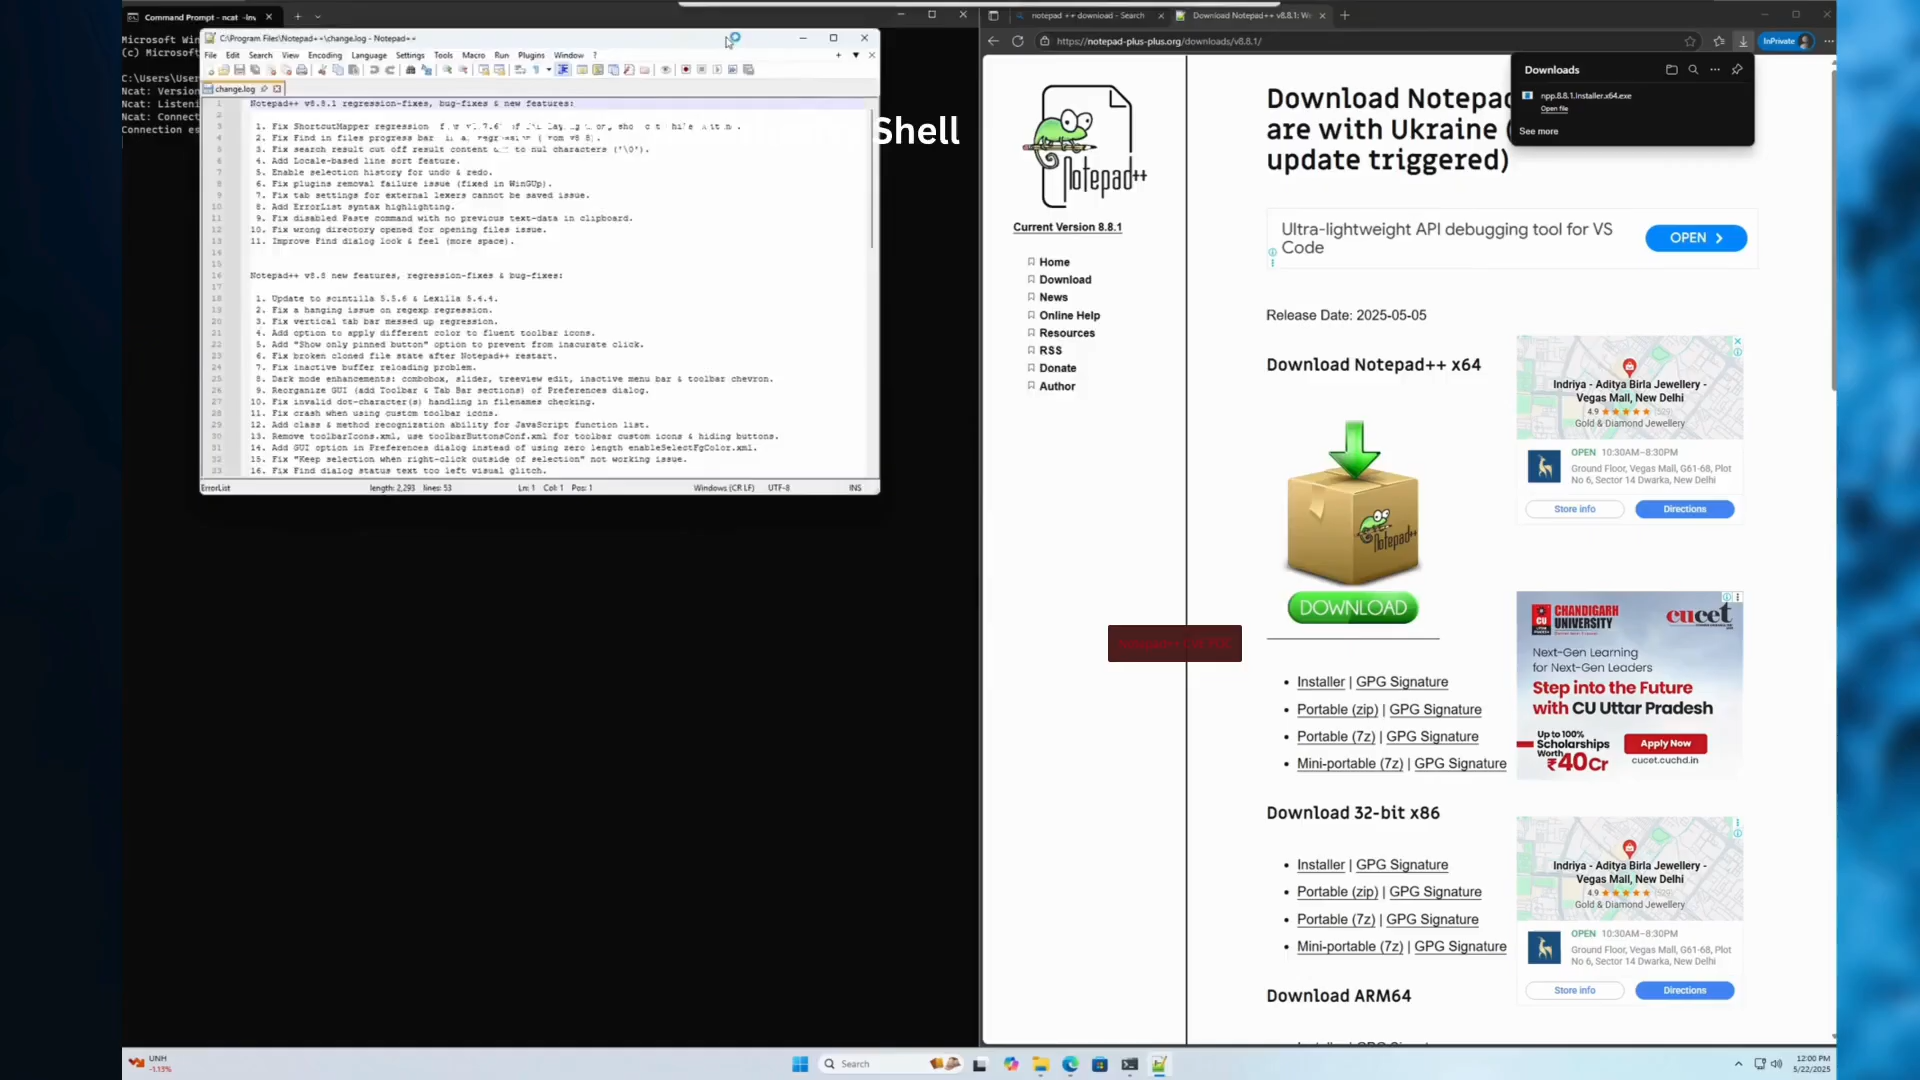 Command Prompt - ncat -lnv
Microsoft Win
(c) Microsoft
C:\Users\User
Ncat: Version
Ncat: Listeni
Ncat: Connect
Connection es
C:\Program Files\Notepad++\change.log - Notepad++
File Edit Search View Encoding Language Settings Tools Macro Run Plugins Window ?
change.log
Notepad++ v8.8.1 regression-fixes, bug-fixes & new features:
1. Fix ShortcutMapper regression
2. Fix Find in files progress bar
Shell
3. Fix search result cut off result content to nul characters ('\0').
4. Add Locale-based line sort feature.
5. Enable selection history for undo & redo.
6. Fix plugins removal failure issue (fixed in WinGUp).
7. Fix tab settings for external lexers cannot be saved issue.
8. Add ErrorList syntax highlighting.
9. Fix disabled Paste command with no previous text-data in clipboard.
10. Fix wrong directory opened for opening files issue.
11. Improve Find dialog look & feel (more space).
Notepad++ v8.8 new features, regression-fixes & bug-fixes:
1. Update to scintilla 5.5.6 & Lexilla 5.4.4.
2. Fix a hanging issue on regexp regression.
3. Fix vertical tab bar messed up regression.
4. Add option to apply different color to fluent toolbar icons.
5. Add "Show only pinned button" option to prevent from inacurate click.
6. Fix broken cloned file state after Notepad++ restart.
7. Fix inactive buffer reloading problem.
8. Dark mode enhancements: combobox, slider, treeview edit, inactive menu bar & toolbar chevron.
9. Reorganize GUI (add Toolbar & Tab Bar sections) of Preferences dialog.
10. Fix invalid dot-character(s) handling in filenames checking.
11. Fix crash when using custom toolbar icons.
12. Add class & method recognization ability for JavaScript function list.
13. Remove toolbarIcons.xml, use toolbarButtonsConf.xml for toolbar custom icons & hiding buttons.
14. Add GUI option in Preferences dialog instead of using zero length enableSelectFgColor.xml.
15. Fix "Keep selection when right-click outside of selection" not working issue.
16. Fix Find dialog status text too left visual glitch.
ErrorList length: 2,293 lines: 53 Ln: 1 Col: 1 Pos: 1 Windows (CR LF) UTF-8 INS
notepad ++ download - Search
Download Notepad++ v8.8.1: We
https://notepad-plus-plus.org/downloads/v8.8.1/
InPrivate
Downloads
npp.8.8.1.Installer.x64.exe
Open file
See more
Notepad++
Current Version 8.8.1
Home
Download
News
Online Help
Resources
RSS
Donate
Author
Download Notepad
are with Ukraine
update triggered)
Ultra-lightweight API debugging tool for VS
Code
OPEN
Release Date: 2025-05-05
Download Notepad++ x64
Notepad++
DOWNLOAD
Installer | GPG Signature
Portable (zip) | GPG Signature
Portable (7z) | GPG Signature
Mini-portable (7z) | GPG Signature
Download 32-bit x86
Installer | GPG Signature
Portable (zip) | GPG Signature
Portable (7z) | GPG Signature
Mini-portable (7z) | GPG Signature
Download ARM64
Indriya - Aditya Birla Jewellery -
Vegas Mall, New Delhi
4.9 (529)
Gold & Diamond Jewellery
OPEN 10:30AM–8:30PM
Ground Floor, Vegas Mall, G61-68, Plot
No 6, Sector 14 Dwarka, New Delhi
Store info
Directions
CU
CHANDIGARH
UNIVERSITY
cucet
Next-Gen Learning
for Next-Gen Leaders
Step into the Future
with CU Uttar Pradesh
Up to 100%
Scholarships
Worth
₹40Cr
Apply Now
cucet.cuchd.in
Indriya - Aditya Birla Jewellery -
Vegas Mall, New Delhi
4.9 (529)
Gold & Diamond Jewellery
OPEN 10:30AM–8:30PM
Ground Floor, Vegas Mall, G61-68, Plot
No 6, Sector 14 Dwarka, New Delhi
Store info
Directions
UNH
-1.13%
Search
12:00 PM
5/22/2025